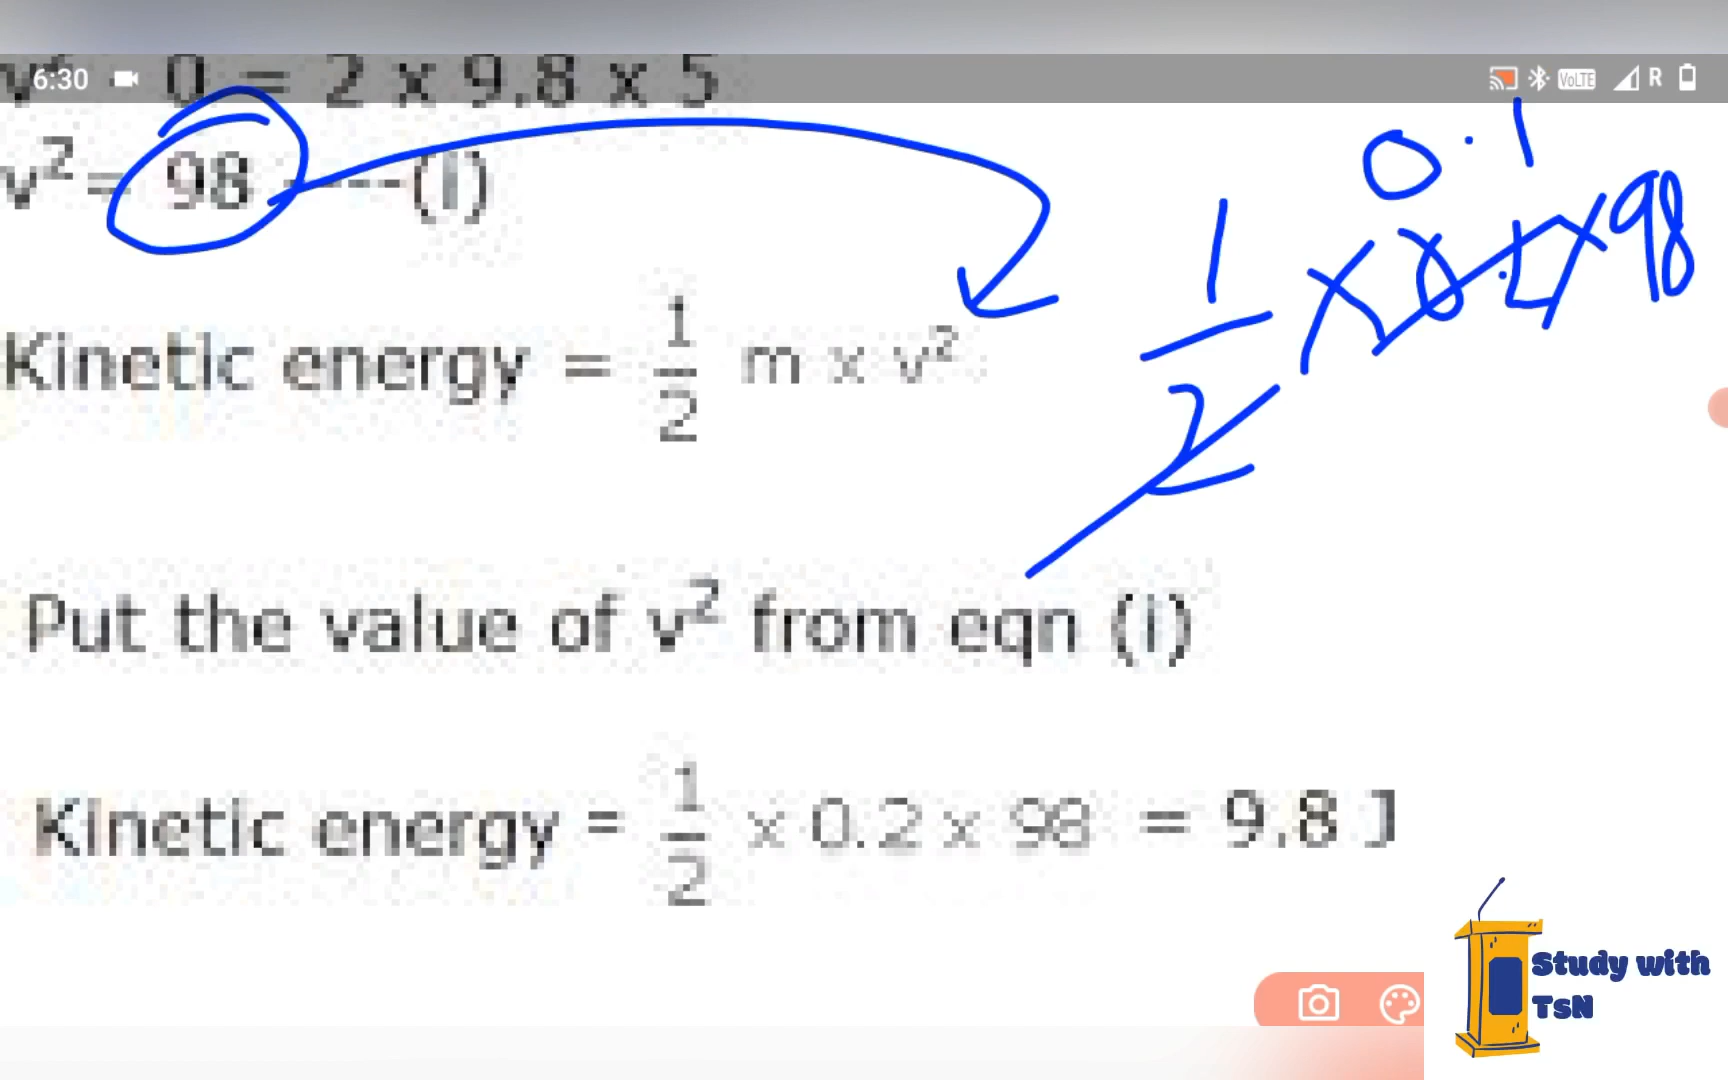 6:30 VoLTE R
v² 0 = 2 x 9.8 x 5
v² = 98 ----(i)
0.1
1/2 x 0.2 x 98
Kinetic energy = 1/2 m x v²
Put the value of v² from eqn (i)
Kinetic energy = 1/2 x 0.2 x 98 = 9.8 J
Study with
TsN